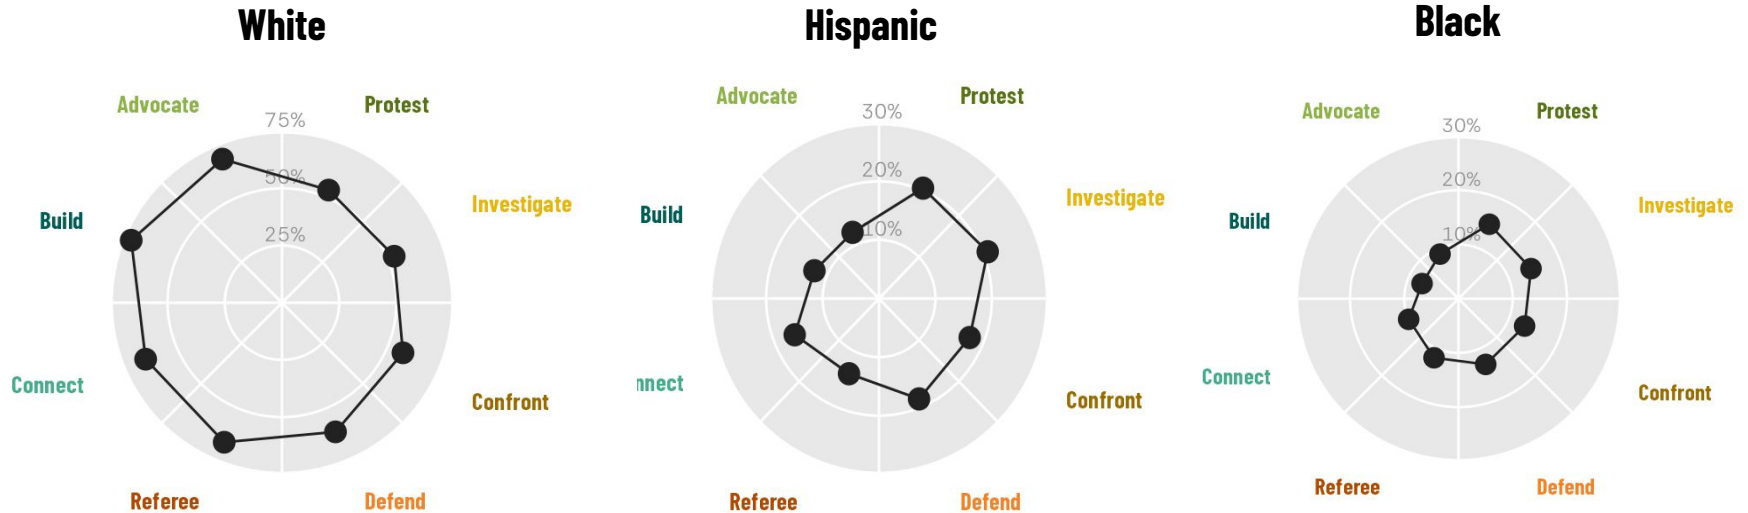 White
Advocate
Protest
75%
50%
25%
Build
Investigate
Connect
Confront
Referee
Defend
Hispanic
Advocate
Protest
30%
20%
10%
Build
Investigate
nnect
Confront
Referee
Defend
Black
Advocate
Protest
30%
20%
10%
Build
Investigate
Connect
Confront
Referee
Defend